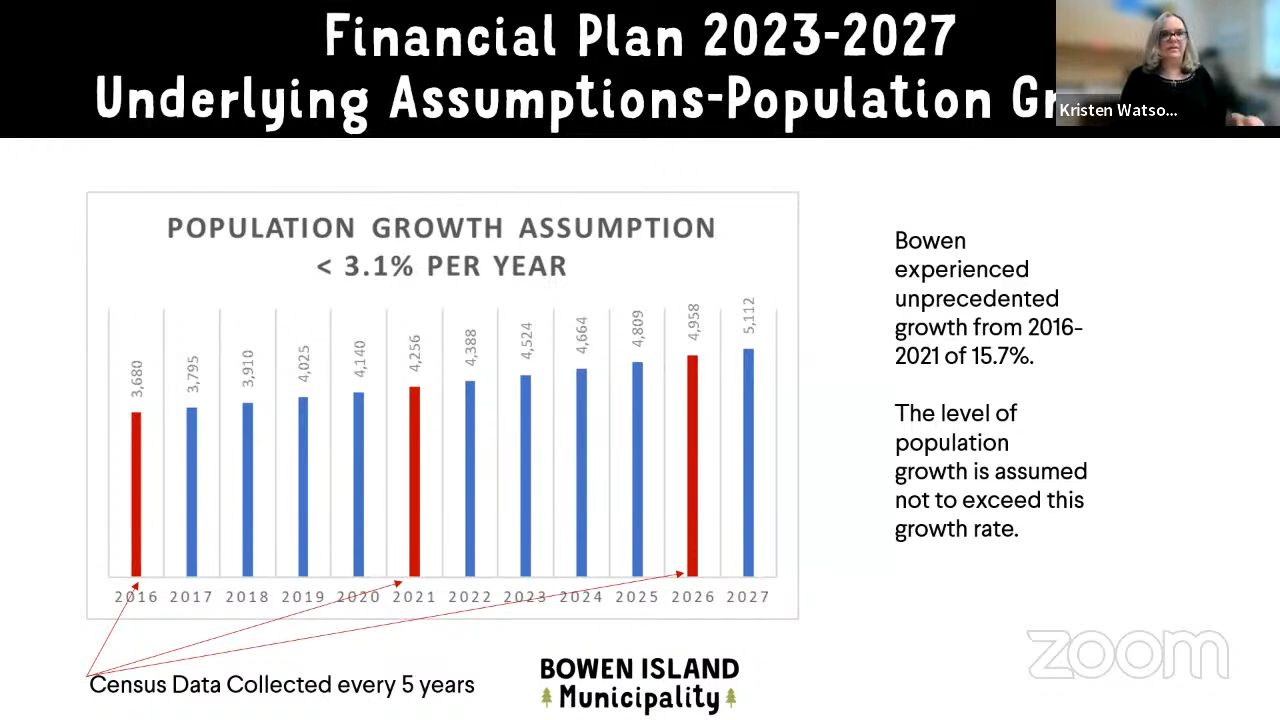 Financial Plan 2023-2027
Underlying Assumptions-Population Gr
Kristen Watso...
POPULATION GROWTH ASSUMPTION
< 3.1% PER YEAR
3,680
3,795
3,910
4,025
4,140
4,256
4,388
4,524
4,664
4,809
4,958
5,112
2016 2017 2018 2019 2020 2021 2022 2023 2024 2025 2026 2027
Bowen
experienced
unprecedented
growth from 2016-
2021 of 15.7%.
The level of
population
growth is assumed
not to exceed this
growth rate.
Census Data Collected every 5 years
BOWEN ISLAND
Municipality
zoom